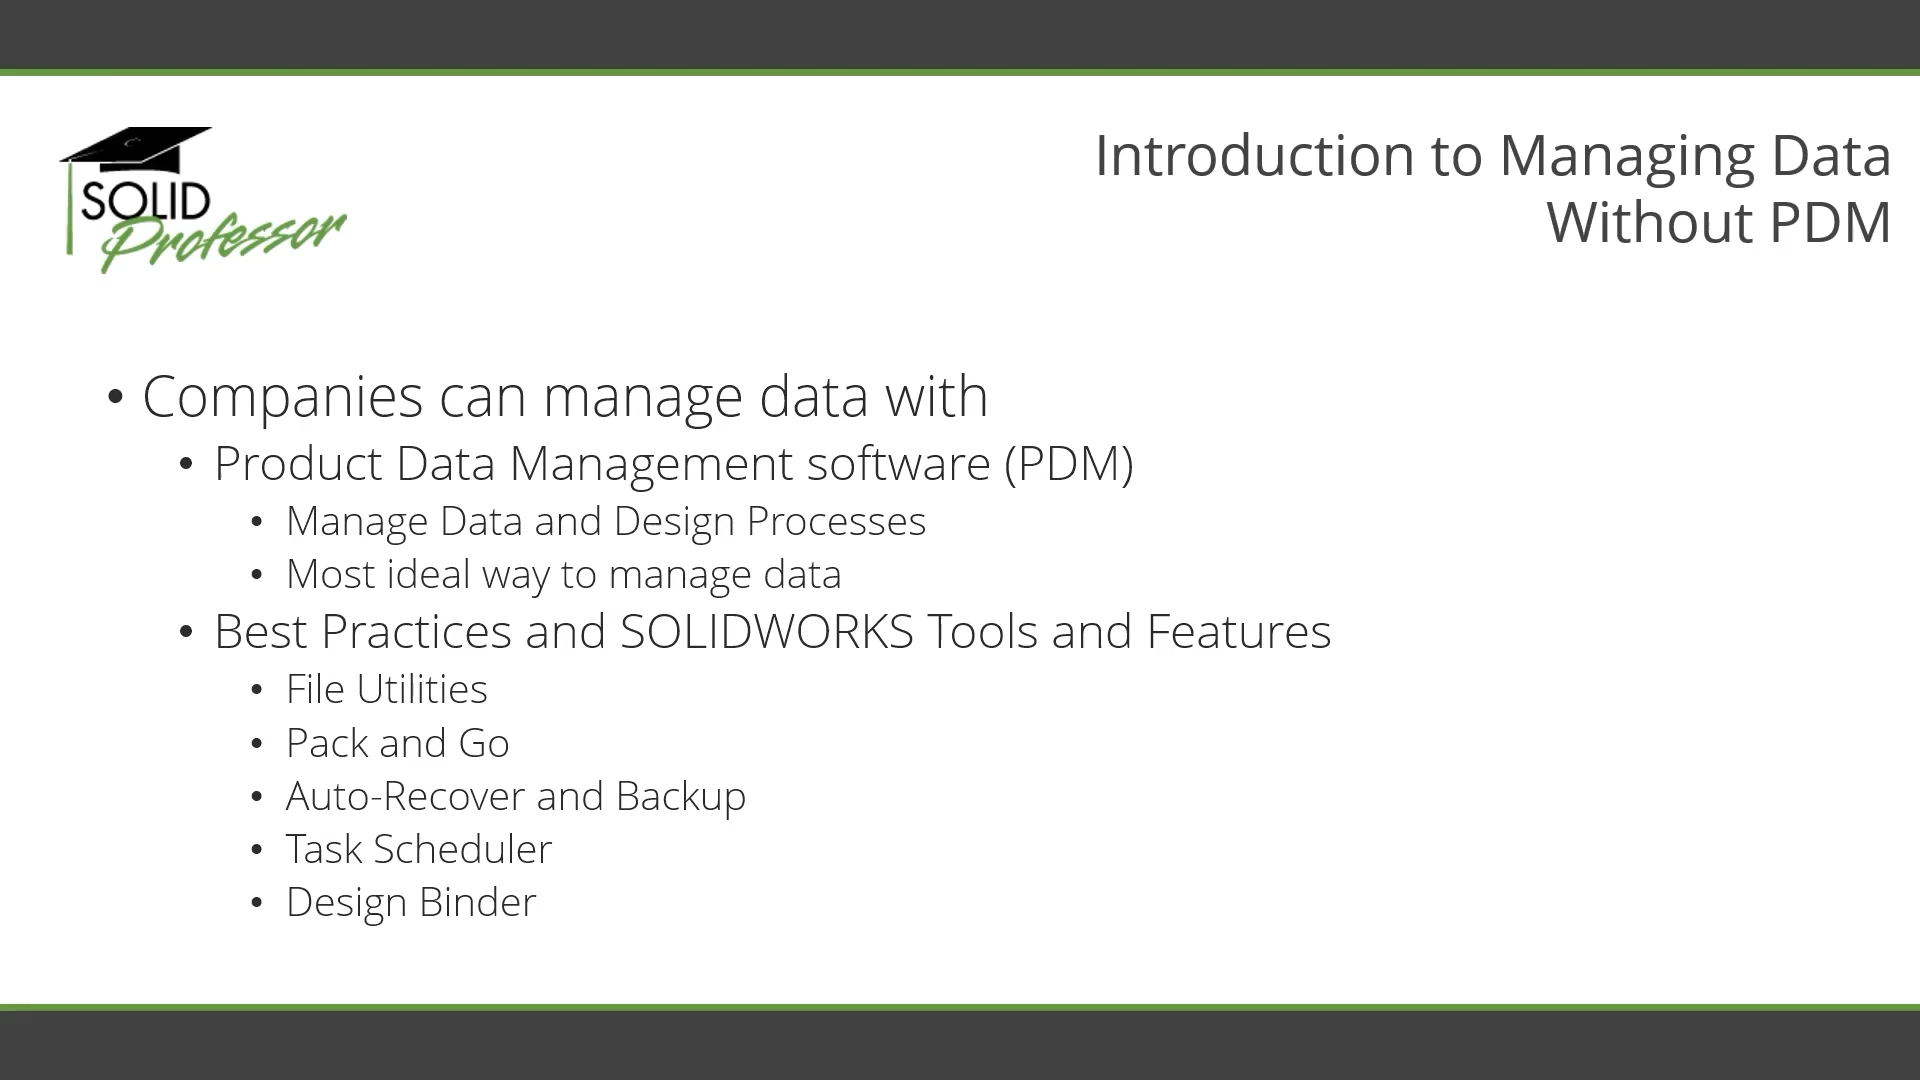 SOLID
Professor
Introduction to Managing Data
Without PDM
• Companies can manage data with
• Product Data Management software (PDM)
• Manage Data and Design Processes
• Most ideal way to manage data
• Best Practices and SOLIDWORKS Tools and Features
• File Utilities
• Pack and Go
• Auto-Recover and Backup
• Task Scheduler
• Design Binder